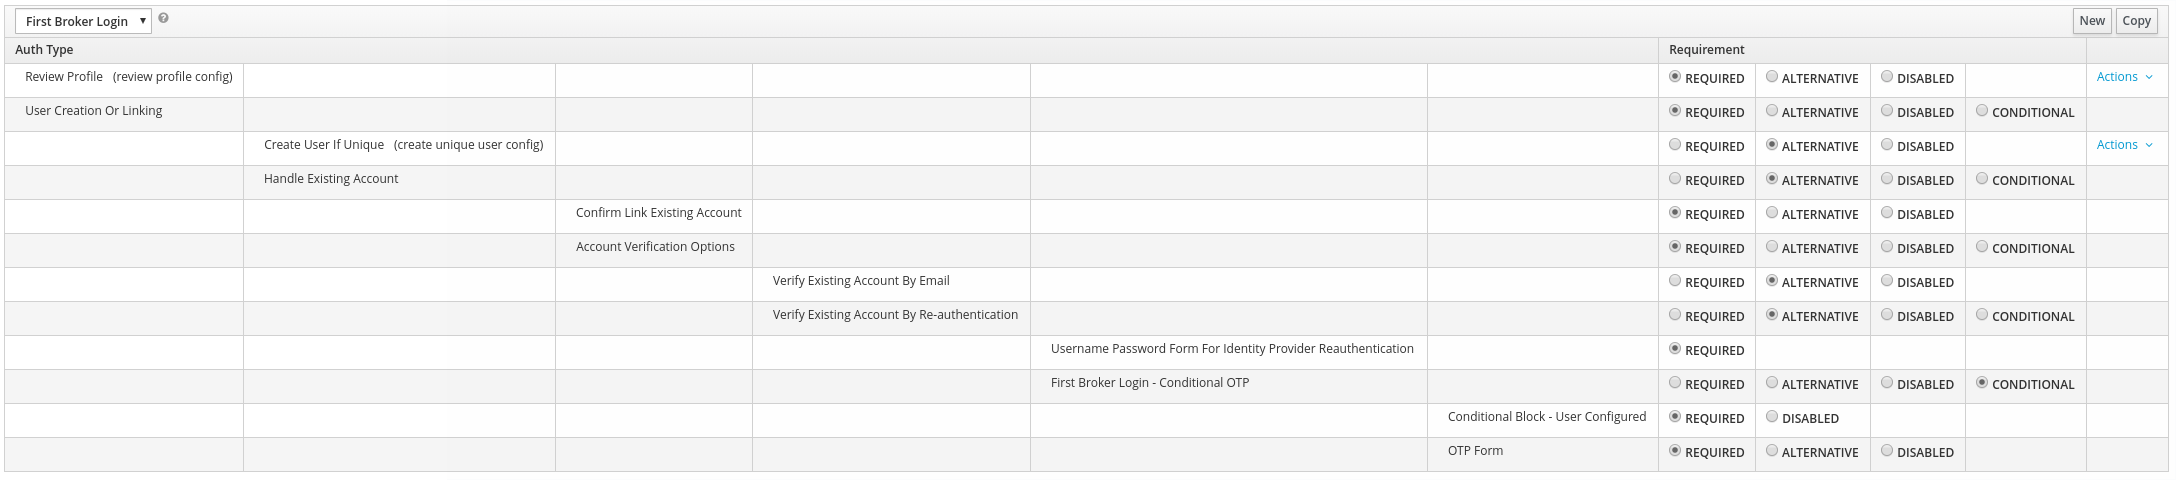 First Broker Login
New Copy
Auth Type Requirement
Review Profile (review profile config) REQUIRED ALTERNATIVE DISABLED Actions
User Creation Or Linking REQUIRED ALTERNATIVE DISABLED CONDITIONAL
Create User If Unique (create unique user config) REQUIRED ALTERNATIVE DISABLED Actions
Handle Existing Account REQUIRED ALTERNATIVE DISABLED CONDITIONAL
Confirm Link Existing Account REQUIRED ALTERNATIVE DISABLED
Account Verification Options REQUIRED ALTERNATIVE DISABLED CONDITIONAL
Verify Existing Account By Email REQUIRED ALTERNATIVE DISABLED
Verify Existing Account By Re-authentication REQUIRED ALTERNATIVE DISABLED CONDITIONAL
Username Password Form For Identity Provider Reauthentication REQUIRED
First Broker Login - Conditional OTP REQUIRED ALTERNATIVE DISABLED CONDITIONAL
Conditional Block - User Configured REQUIRED DISABLED
OTP Form REQUIRED ALTERNATIVE DISABLED